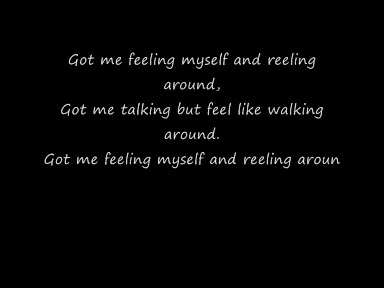 Got me feeling myself and reeling
around,
Got me talking but feel like walking
around.
Got me feeling myself and reeling aroun